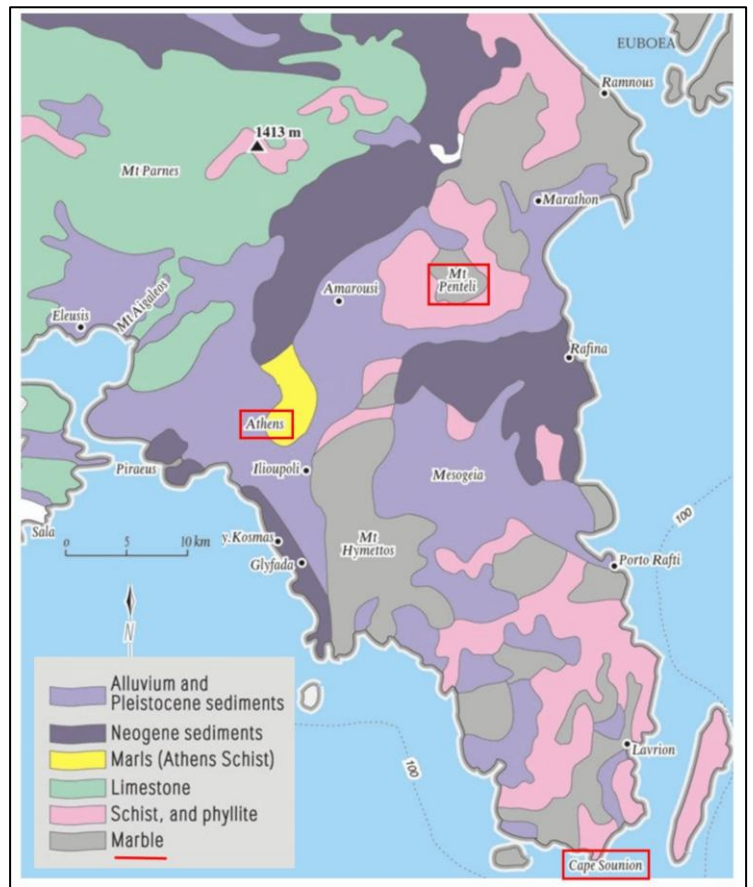 EUBOEA
Ramnous
1413 m
Mt Parnes
Marathon
Mt
Penteli
Amarousi
Mt Aigaleos
Eleusis
Rafina
Athens
Ilioupoli
Mesogeia
Piraeus
Sala
0 5 10 km
y.Kosmas
Mt
Hymettos
100
Glyfada
Porto Rafti
N
Alluvium and
Pleistocene sediments
Neogene sediments
Marls (Athens Schist)
Limestone
Schist, and phyllite
Marble
Lavrion
100
Cape Sounion